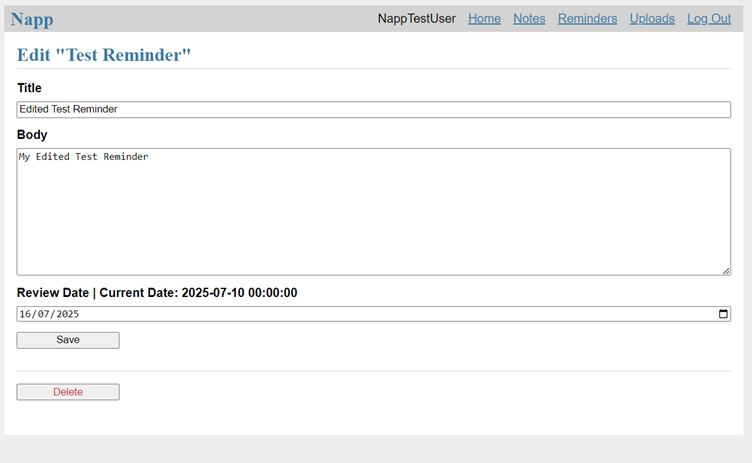 Napp
NappTestUser Home Notes Reminders Uploads Log Out
Edit "Test Reminder"
Title
Edited Test Reminder
Body
My Edited Test Reminder
Review Date | Current Date: 2025-07-10 00:00:00
16/07/2025
Save
Delete